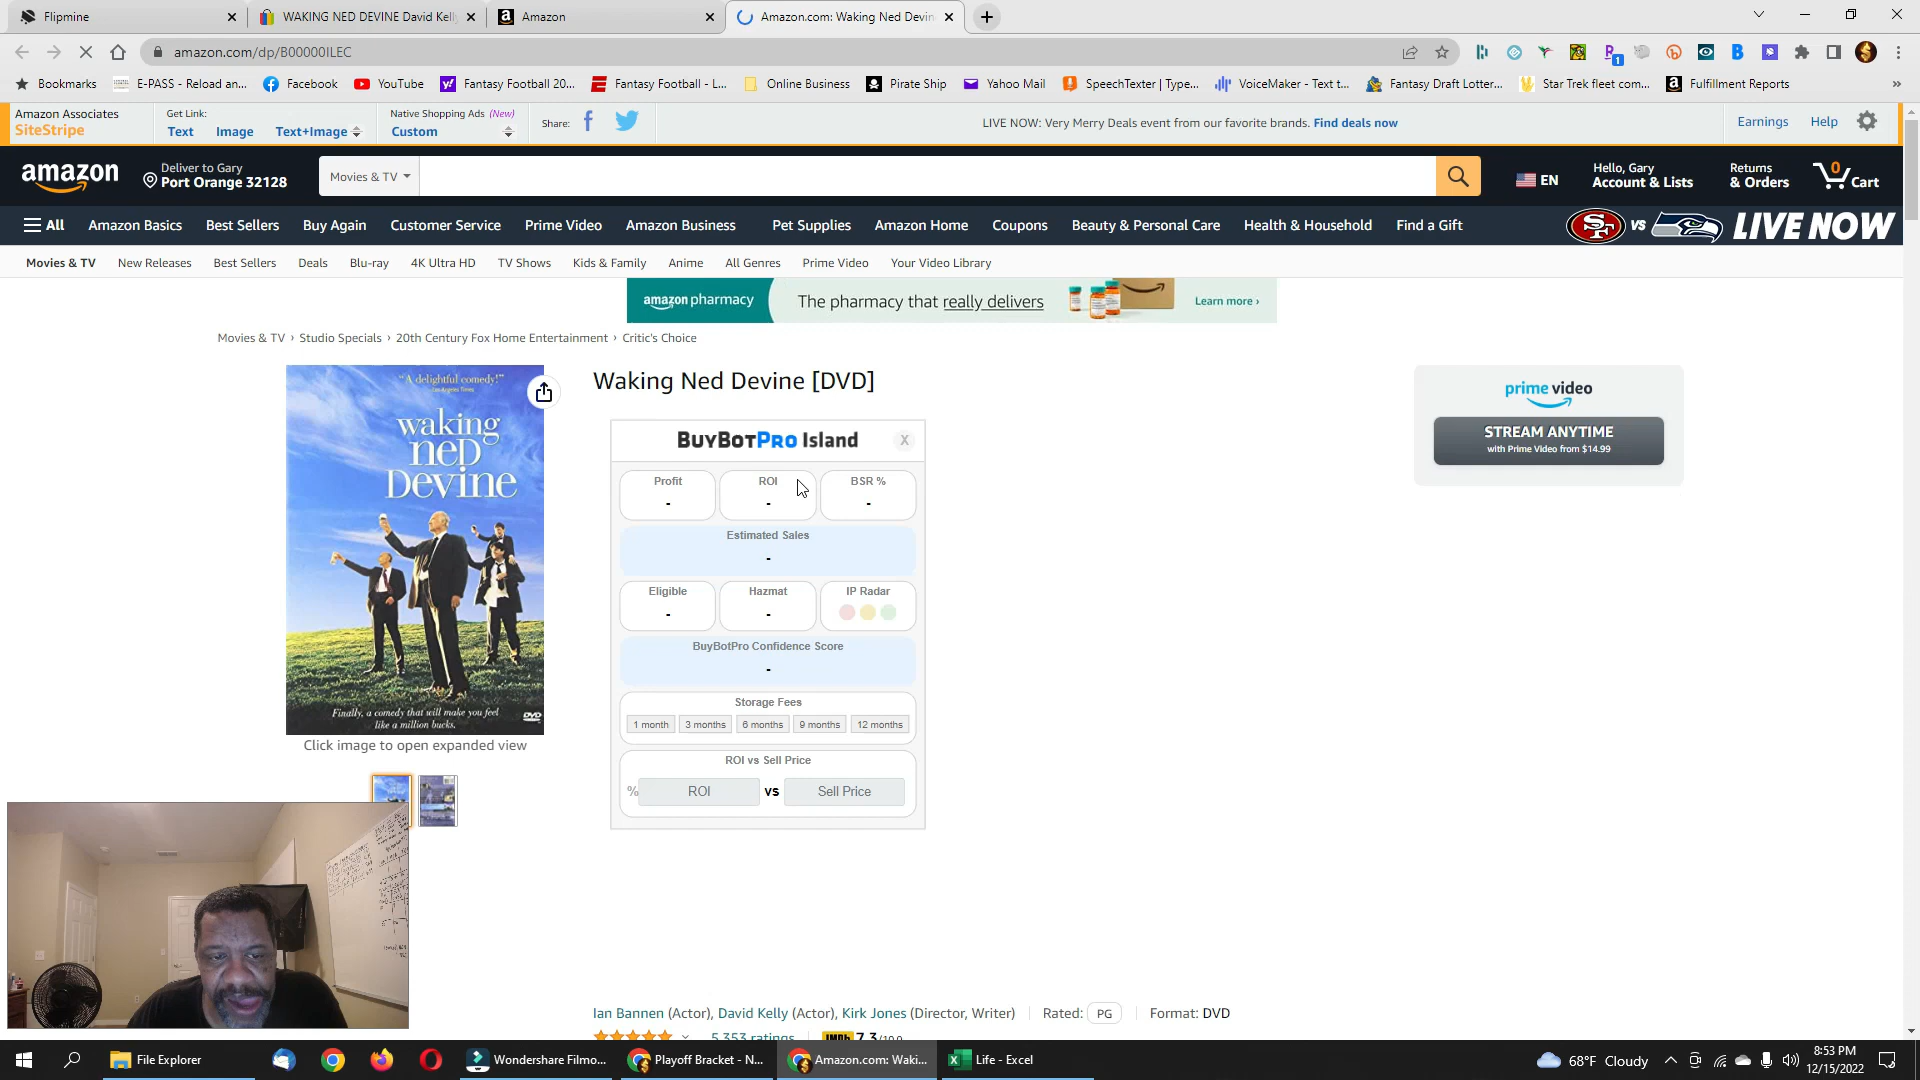 Flipmine
WAKING NED DEVINE David Kelly
Amazon
Amazon.com: Waking Ned Devin
amazon.com/dp/B00000ILEC
Bookmarks
E-PASS - Reload an...
Facebook
YouTube
Fantasy Football 20...
Fantasy Football - L...
Online Business
Pirate Ship
Yahoo Mail
SpeechTexter | Type...
VoiceMaker - Text t...
Fantasy Draft Lotter...
Star Trek fleet com...
Fulfillment Reports
Amazon Associates
SiteStripe
Get Link:
Text Image Text+Image
Native Shopping Ads (New)
Custom
Share:
LIVE NOW: Very Merry Deals event from our favorite brands. Find deals now
Earnings Help
amazon
Deliver to Gary
Port Orange 32128
Movies & TV
EN
Hello, Gary
Account & Lists
Returns
& Orders
0
Cart
All Amazon Basics Best Sellers Buy Again Customer Service Prime Video Amazon Business Pet Supplies Amazon Home Coupons Beauty & Personal Care Health & Household Find a Gift
VS LIVE NOW
Movies & TV New Releases Best Sellers Deals Blu-ray 4K Ultra HD TV Shows Kids & Family Anime All Genres Prime Video Your Video Library
amazon pharmacy The pharmacy that really delivers Learn more ›
Movies & TV › Studio Specials › 20th Century Fox Home Entertainment › Critic's Choice
"A delightful comedy!"
waking
neD
Devine
Finally, a comedy that will make you feel
like a million bucks.
DVD
Click image to open expanded view
Waking Ned Devine [DVD]
BuyBotPro Island X
Profit ROI BSR %
- - -
Estimated Sales
-
Eligible Hazmat IP Radar
- -
BuyBotPro Confidence Score
-
Storage Fees
1 month 3 months 6 months 9 months 12 months
ROI vs Sell Price
% ROI vs Sell Price
prime video
STREAM ANYTIME
with Prime Video from $14.99
Ian Bannen (Actor), David Kelly (Actor), Kirk Jones (Director, Writer) Rated: PG Format: DVD
5,353 ratings IMDb 7.3/10.0
File Explorer
Wondershare Filmo...
Playoff Bracket - N...
Amazon.com: Waki...
Life - Excel
68°F Cloudy
8:53 PM
12/15/2022